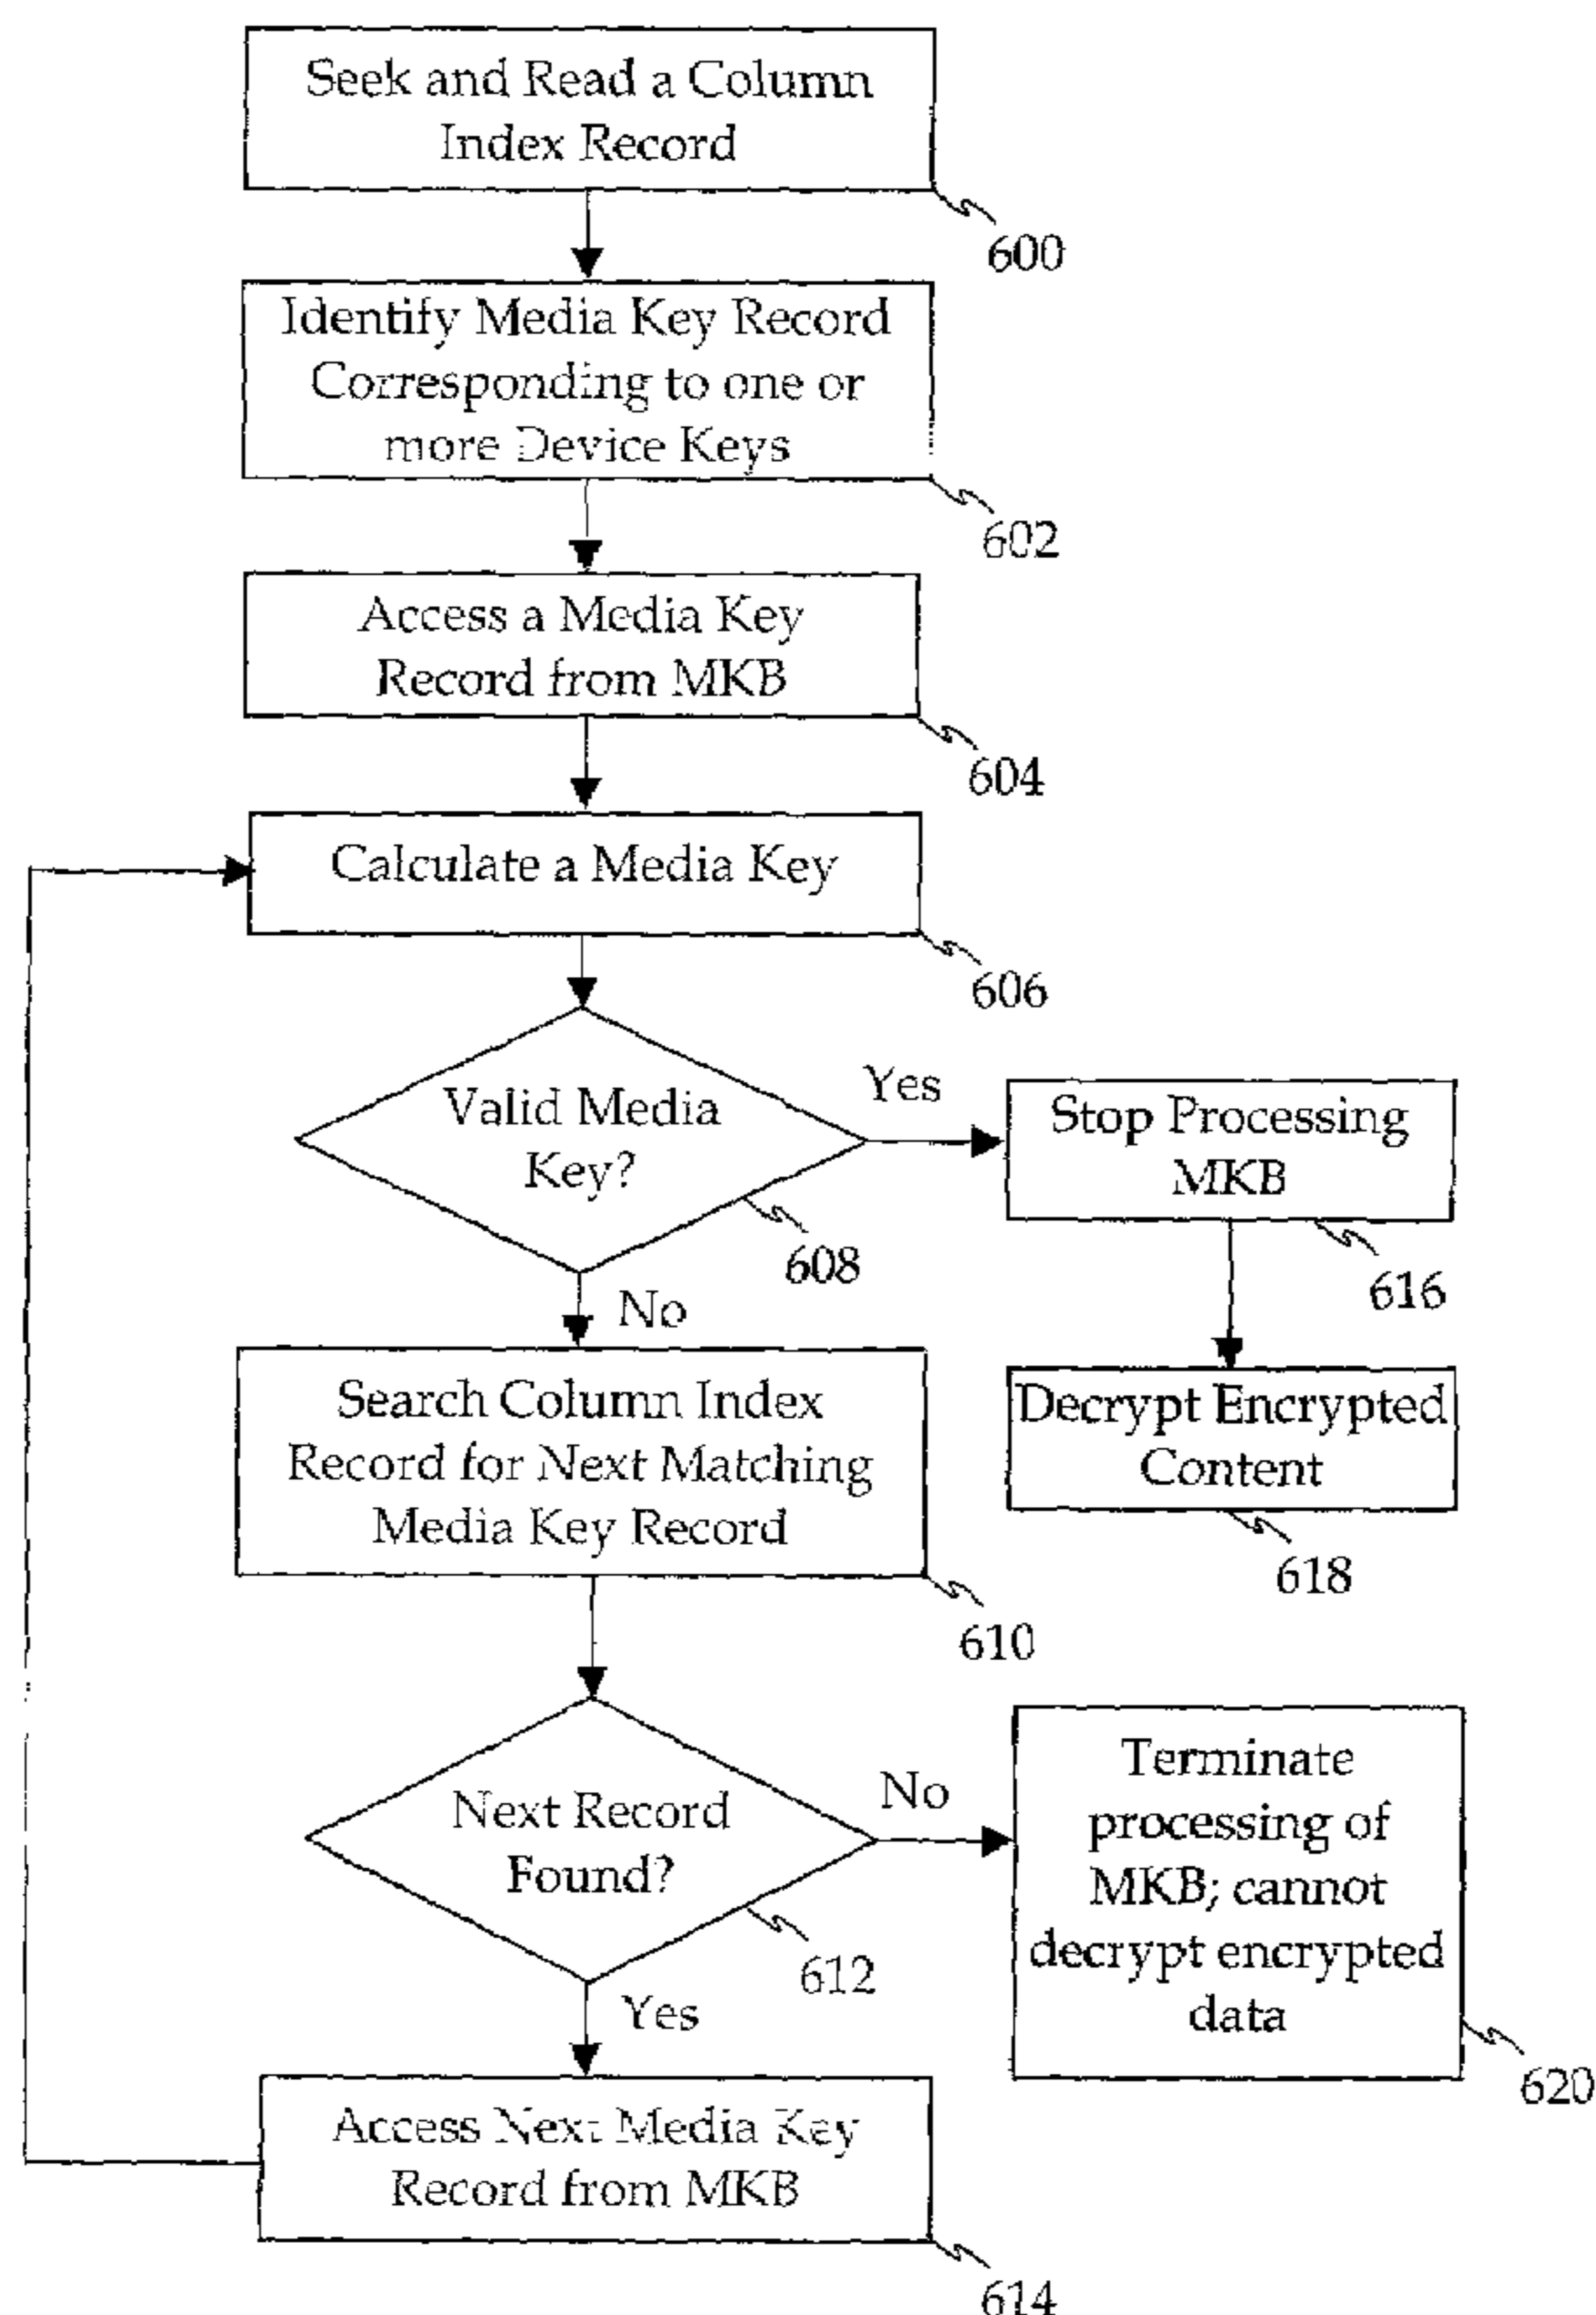 Seek and Read a Column
Index Record
600
Identify Media Key Record
Corresponding to one or
more Device Keys
602
Access a Media Key
Record from MKB
604
Calculate a Media Key
606
Valid Media
Key?
608
Yes
Stop Processing
MKB
616
Decrypt Encrypted
Content
618
No
Search Column Index
Record for Next Matching
Media Key Record
610
Next Record
Found?
612
No
Terminate
processing of
MKB; cannot
decrypt encrypted
data
620
Yes
Access Next Media Key
Record from MKB
614